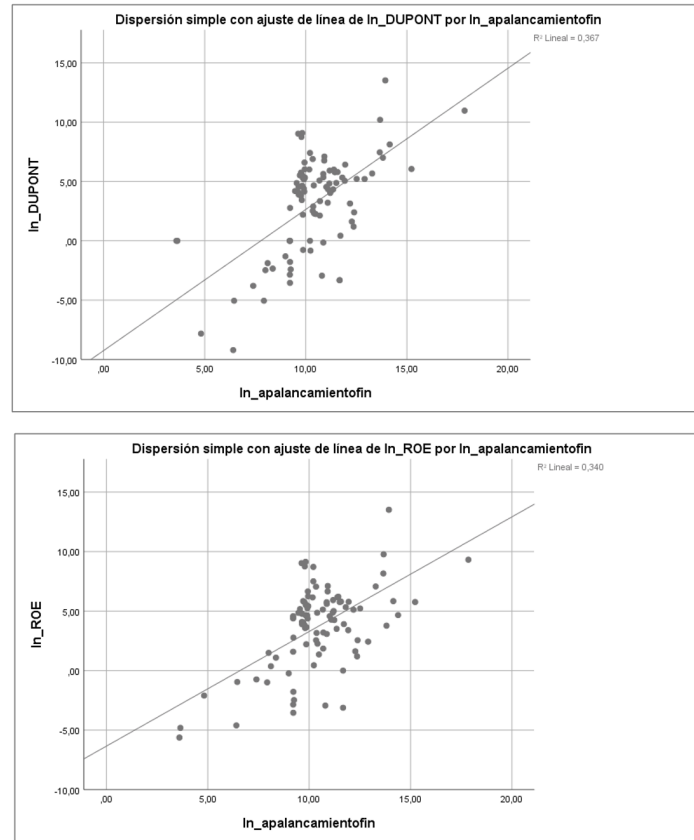 Dispersión simple con ajuste de línea de ln_DUPONT por ln_apalancamientofin
R² Lineal = 0,367
15,00
10,00
5,00
,00
-5,00
-10,00
ln_DUPONT
,00 5,00 10,00 15,00 20,00
ln_apalancamientofin
Dispersión simple con ajuste de línea de ln_ROE por ln_apalancamientofin
R² Lineal = 0,340
15,00
10,00
5,00
,00
-5,00
-10,00
ln_ROE
,00 5,00 10,00 15,00 20,00
ln_apalancamientofin